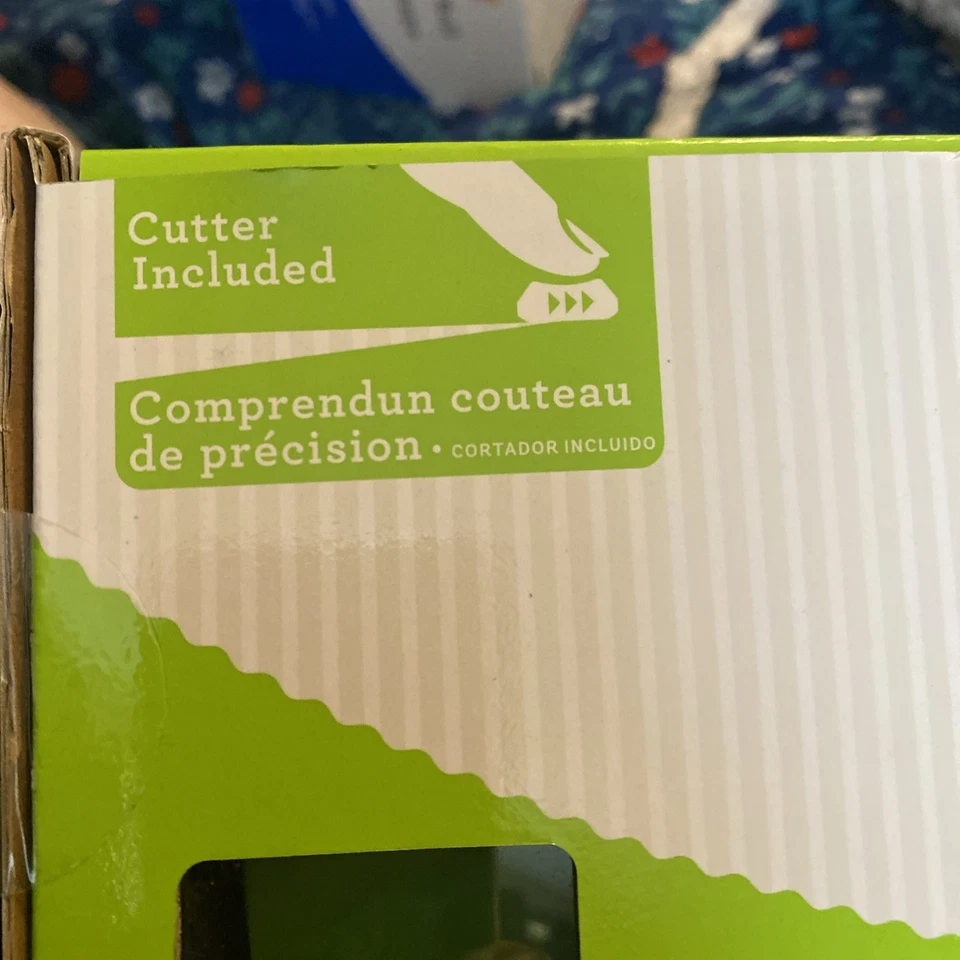 Cutter
Included
Comprendun couteau
de précision • CORTADOR INCLUIDO